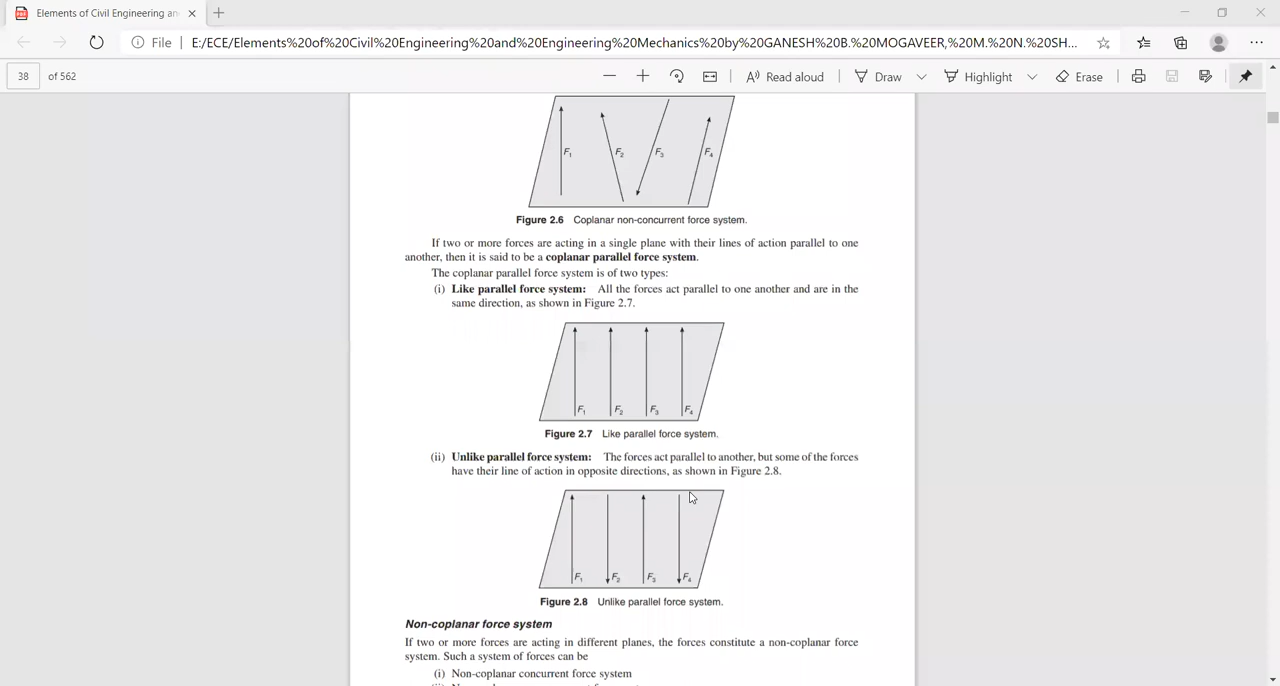 Elements of Civil Engineering an
File
E:/ECE/Elements%20of%20Civil%20Engineering%20and%20Engineering%20Mechanics%20by%20GANESH%20B.%20MOGAVEER,%20M.%20N.%20SH...
38 of 562
Read aloud
Draw
Highlight
Erase
F1 F2 F3 F4
Figure 2.6 Coplanar non-concurrent force system.
If two or more forces are acting in a single plane with their lines of action parallel to one
another, then it is said to be a coplanar parallel force system.
The coplanar parallel force system is of two types:
(i) Like parallel force system: All the forces act parallel to one another and are in the
same direction, as shown in Figure 2.7.
F1 F2 F3 F4
Figure 2.7 Like parallel force system.
(ii) Unlike parallel force system: The forces act parallel to another, but some of the forces
have their line of action in opposite directions, as shown in Figure 2.8.
F1 F2 F3 F4
Figure 2.8 Unlike parallel force system.
Non-coplanar force system
If two or more forces are acting in different planes, the forces constitute a non-coplanar force
system. Such a system of forces can be
(i) Non-coplanar concurrent force system